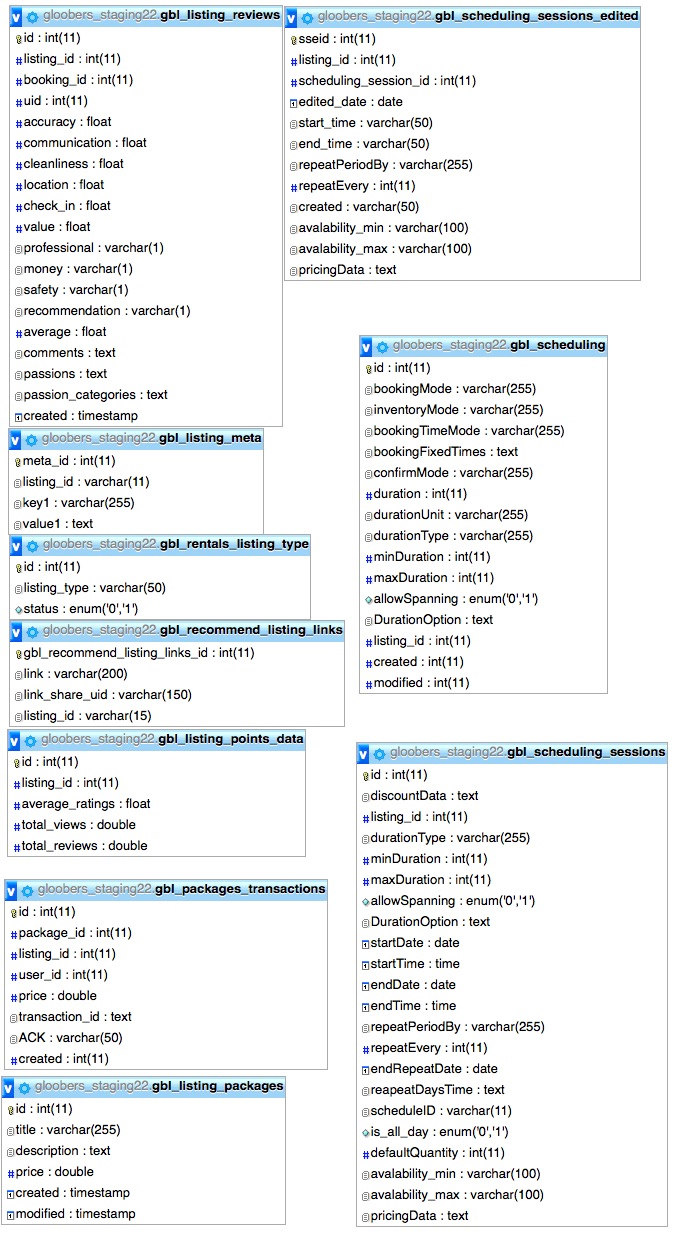 gloobers_staging22.gbl_listing_reviews
id : int(11)
listing_id : int(11)
booking_id : int(11)
uid : int(11)
accuracy : float
communication : float
cleanliness : float
location : float
check_in : float
value : float
professional : varchar(1)
money : varchar(1)
safety : varchar(1)
recommendation : varchar(1)
average : float
comments : text
passions : text
passion_categories : text
created : timestamp
gloobers_staging22.gbl_listing_meta
meta_id : int(11)
listing_id : varchar(11)
key1 : varchar(255)
value1 : text
gloobers_staging22.gbl_rentals_listing_type
id : int(11)
listing_type : varchar(50)
status : enum('0','1')
gloobers_staging22.gbl_recommend_listing_links
gbl_recommend_listing_links_id : int(11)
link : varchar(200)
link_share_uid : varchar(150)
listing_id : varchar(15)
gloobers_staging22.gbl_listing_points_data
id : int(11)
listing_id : int(11)
average_ratings : float
total_views : double
total_reviews : double
gloobers_staging22.gbl_packages_transactions
id : int(11)
package_id : int(11)
listing_id : int(11)
user_id : int(11)
price : double
transaction_id : text
ACK : varchar(50)
created : int(11)
gloobers_staging22.gbl_listing_packages
id : int(11)
title : varchar(255)
description : text
price : double
created : timestamp
modified : timestamp
gloobers_staging22.gbl_scheduling_sessions_edited
sseid : int(11)
listing_id : int(11)
scheduling_session_id : int(11)
edited_date : date
start_time : varchar(50)
end_time : varchar(50)
repeatPeriodBy : varchar(255)
repeatEvery : int(11)
created : varchar(50)
avalability_min : varchar(100)
avalability_max : varchar(100)
pricingData : text
gloobers_staging22.gbl_scheduling
id : int(11)
bookingMode : varchar(255)
inventoryMode : varchar(255)
bookingTimeMode : varchar(255)
bookingFixedTimes : text
confirmMode : varchar(255)
duration : int(11)
durationUnit : varchar(255)
durationType : varchar(255)
minDuration : int(11)
maxDuration : int(11)
allowSpanning : enum('0','1')
DurationOption : text
listing_id : int(11)
created : int(11)
modified : int(11)
gloobers_staging22.gbl_scheduling_sessions
id : int(11)
discountData : text
listing_id : int(11)
durationType : varchar(255)
minDuration : int(11)
maxDuration : int(11)
allowSpanning : enum('0','1')
DurationOption : text
startDate : date
startTime : time
endDate : date
endTime : time
repeatPeriodBy : varchar(255)
repeatEvery : int(11)
endRepeatDate : date
reapeatDaysTime : text
scheduleID : varchar(11)
is_all_day : enum('0','1')
defaultQuantity : int(11)
avalability_min : varchar(100)
avalability_max : varchar(100)
pricingData : text